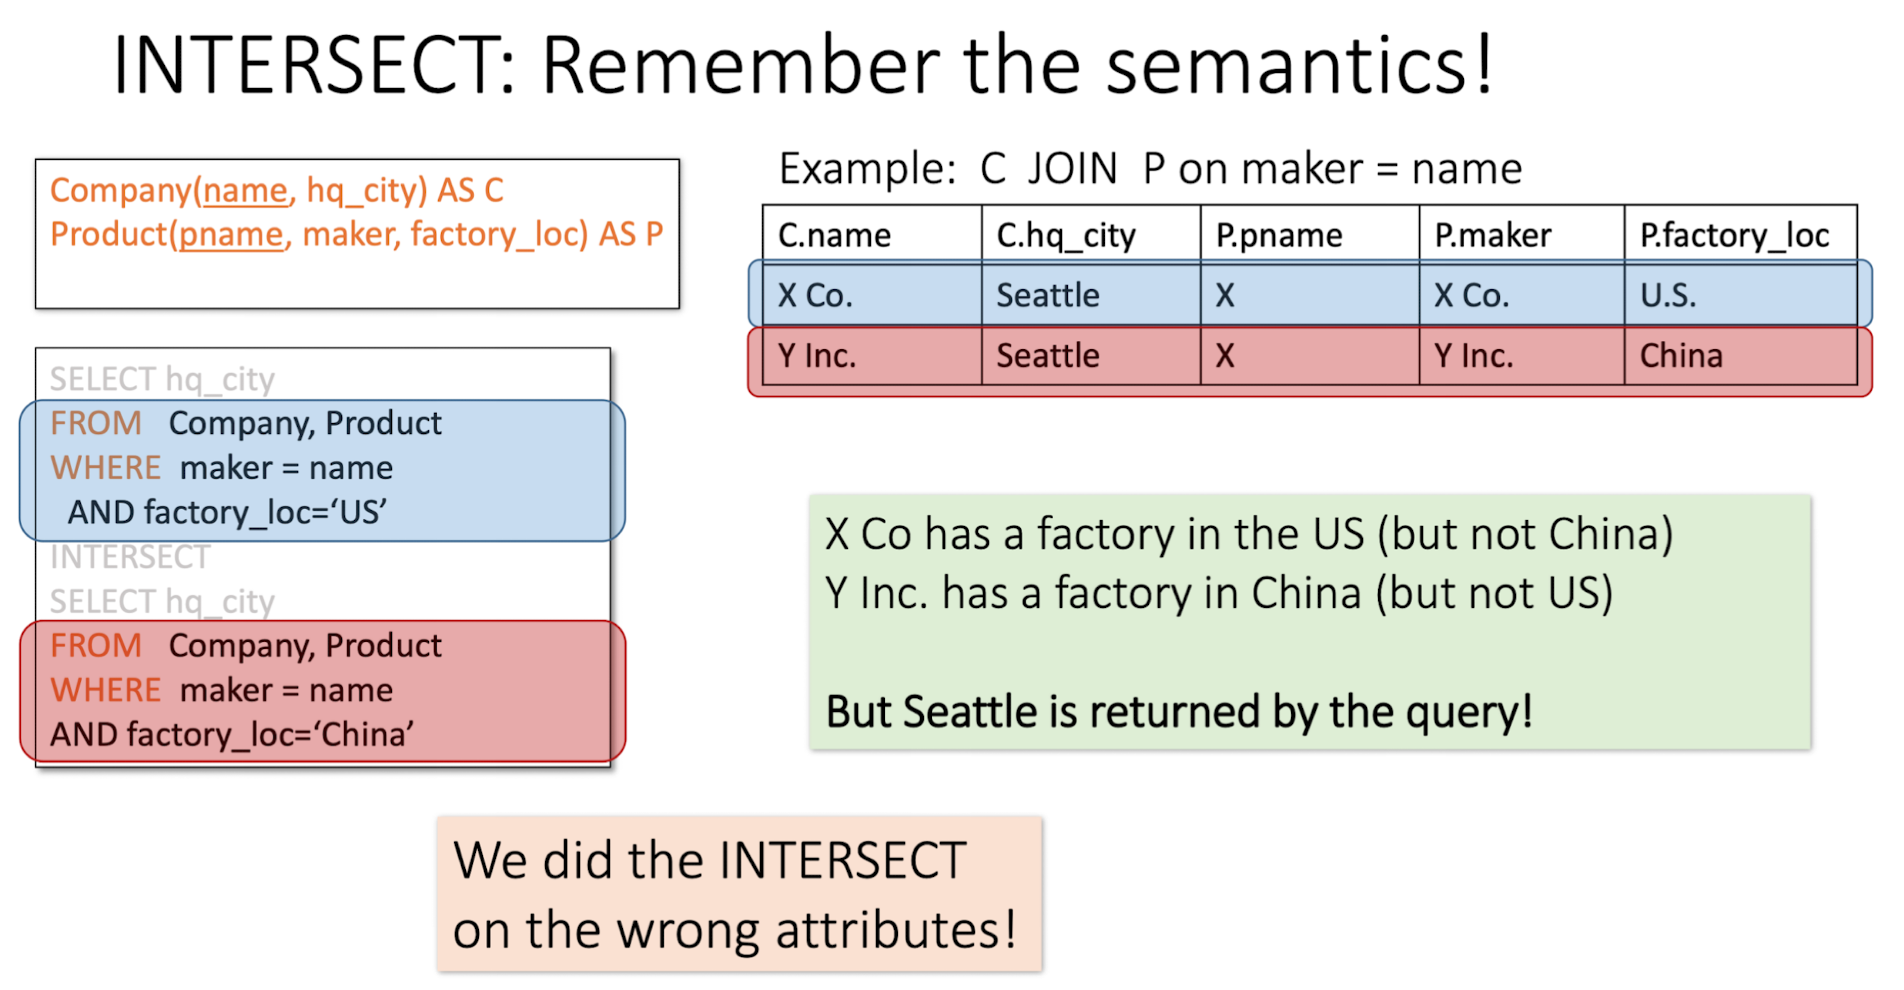 INTERSECT: Remember the semantics!
Company(name, hq_city) AS C
Product(pname, maker, factory_loc) AS P
SELECT hq_city
FROM Company, Product
WHERE maker = name
AND factory_loc=‘US’
INTERSECT
SELECT hq_city
FROM Company, Product
WHERE maker = name
AND factory_loc=‘China’
Example: C JOIN P on maker = name
C.name C.hq_city P.pname P.maker P.factory_loc
X Co. Seattle X X Co. U.S.
Y Inc. Seattle X Y Inc. China
X Co has a factory in the US (but not China)
Y Inc. has a factory in China (but not US)
But Seattle is returned by the query!
We did the INTERSECT
on the wrong attributes!